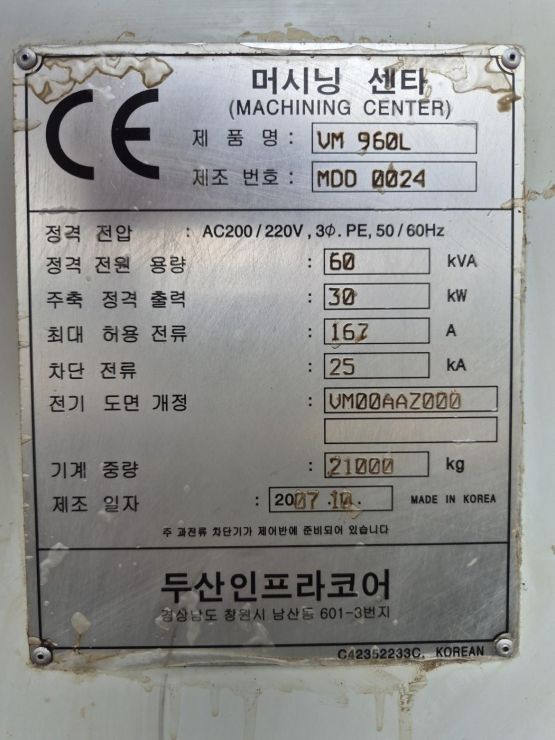 CE
머시닝 센타
(MACHINING CENTER)
제 품 명 : VM 960L
제조 번호 : MDD 0024
정격 전압 : AC200/220V, 3Φ. PE, 50/60Hz
정격 전원 용량 : 60 kVA
주축 정격 출력 : 30 kW
최대 허용 전류 : 167 A
차단 전류 : 25 kA
전기 도면 개정 : VM00AAZ000
기계 중량 : 21000 kg
제조 일자 : 2007.10. MADE IN KOREA
주 과전류 차단기가 제어반에 준비되어 있습니다
두산인프라코어
경상남도 창원시 남산동 601-3번지
C42352233C, KOREAN